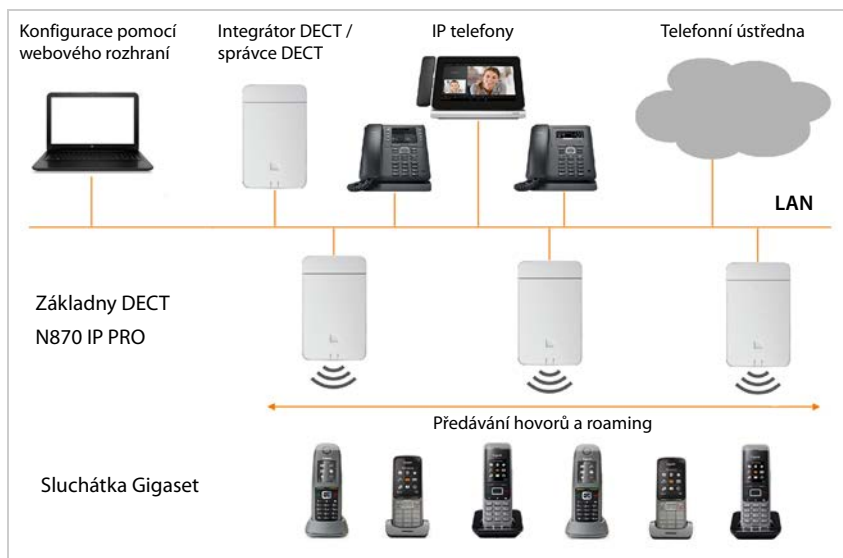 Konfigurace pomocí
webového rozhraní
Integrátor DECT /
správce DECT
IP telefony
Telefonní ústředna
LAN
Základny DECT
N870 IP PRO
Předávání hovorů a roaming
Sluchátka Gigaset